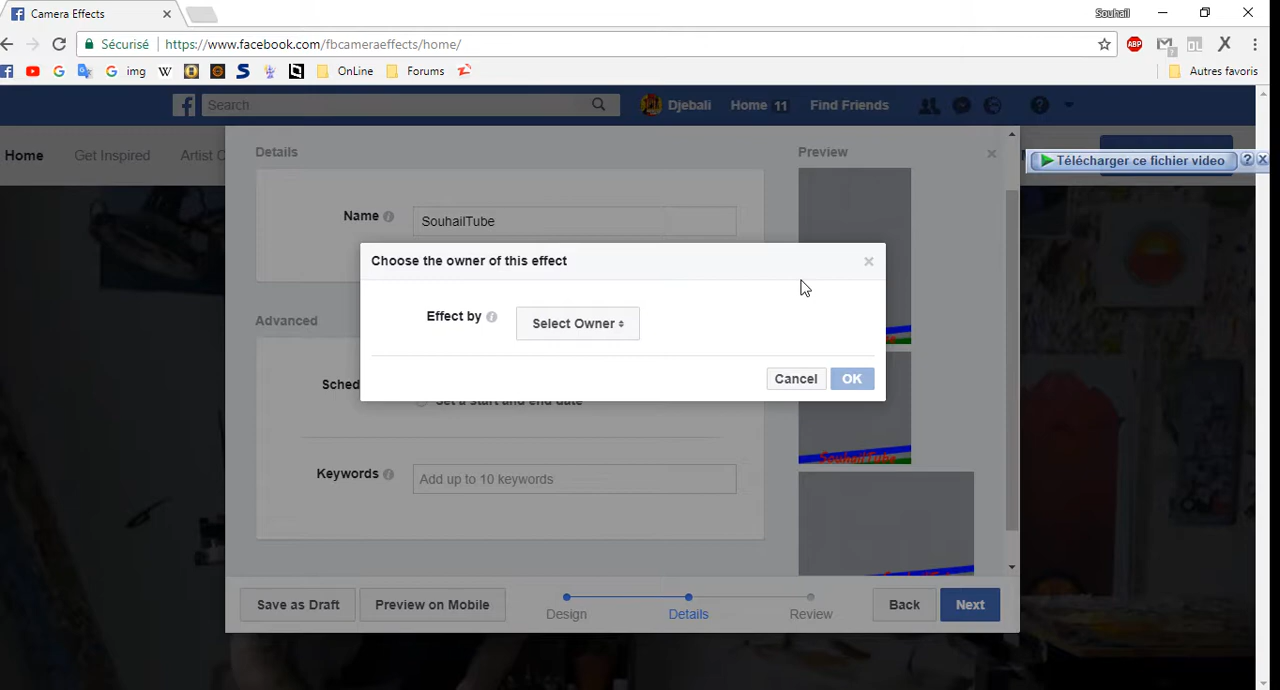 Camera Effects
Souhail
Sécurisé https://www.facebook.com/fbcameraeffects/home/
ABP
img
OnLine
Forums
Autres favoris
Search
Djebali
Home 11
Find Friends
Home
Get Inspired
Details
Preview
Télécharger ce fichier video
Name
SouhailTube
Choose the owner of this effect
Effect by
Select Owner
Advanced
Cancel
OK
Sched
Set a start and end date
SouhailTube
Keywords
Add up to 10 keywords
Save as Draft
Preview on Mobile
Design
Details
Review
Back
Next